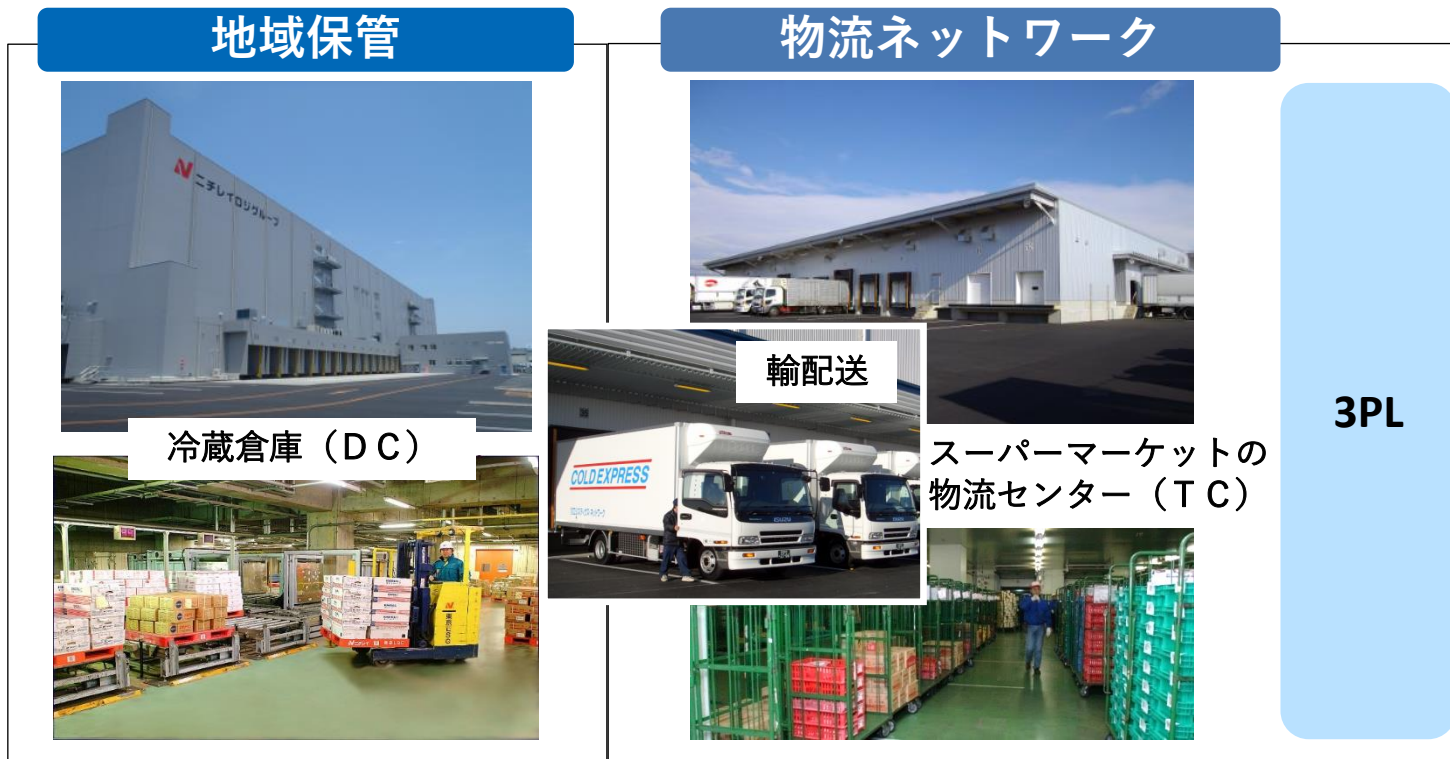 地域保管
物流ネットワーク
N ニチレイロジグループ
輸配送
3PL
冷蔵倉庫（ＤＣ）
スーパーマーケットの
物流センター（ＴＣ）
COLD EXPRESS
ISUZU